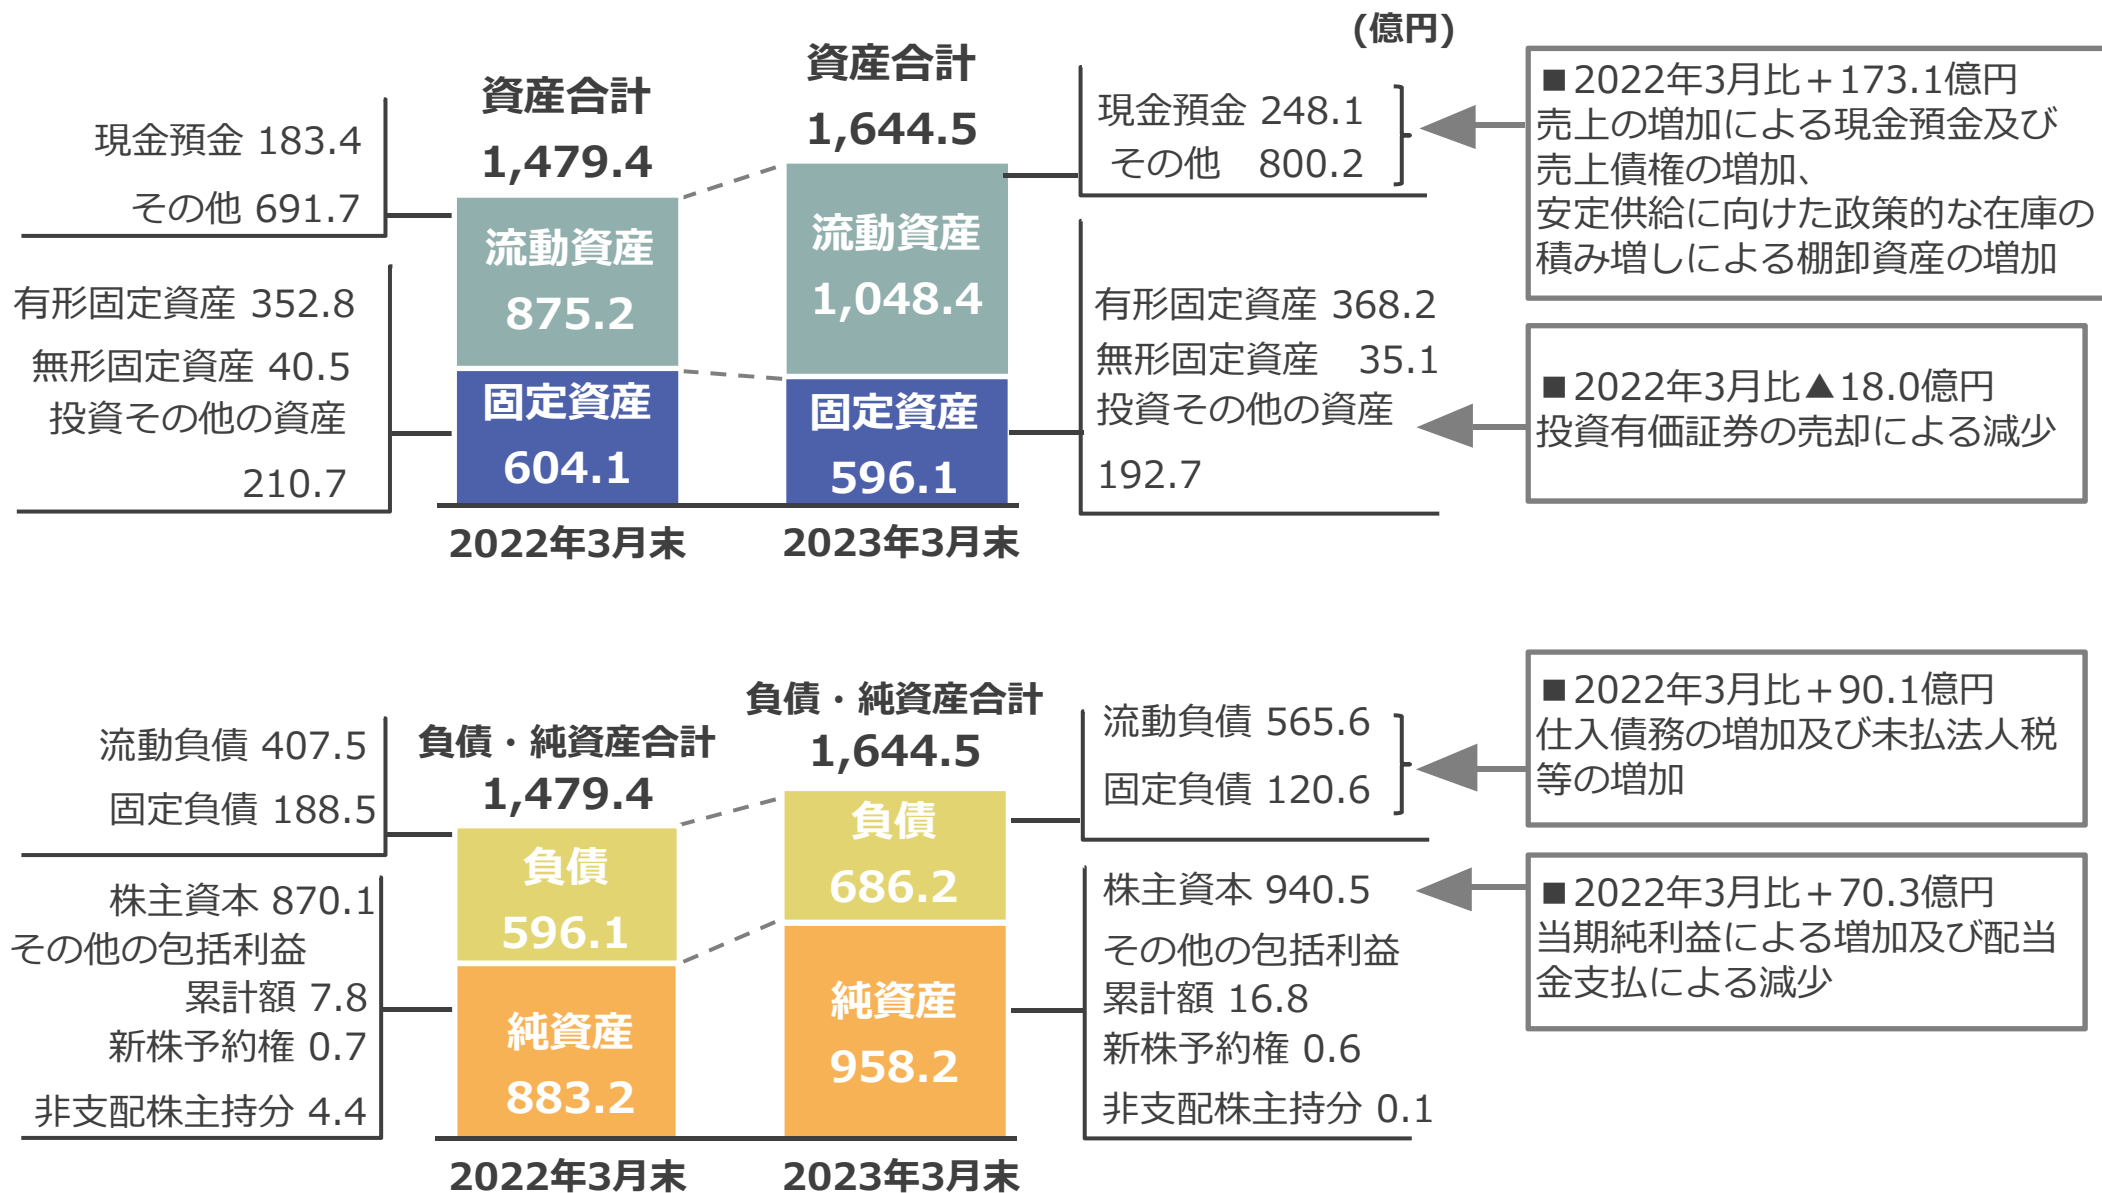 (億円)
資産合計
1,479.4
現金預金 183.4
その他 691.7
有形固定資産 352.8
無形固定資産 40.5
投資その他の資産
210.7
流動資産
875.2
固定資産
604.1
2022年3月末
資産合計
1,644.5
流動資産
1,048.4
固定資産
596.1
2023年3月末
現金預金 248.1
その他 800.2
有形固定資産 368.2
無形固定資産 35.1
投資その他の資産
192.7
■2022年3月比＋173.1億円
売上の増加による現金預金及び
売上債権の増加、
安定供給に向けた政策的な在庫の
積み増しによる棚卸資産の増加
■2022年3月比▲18.0億円
投資有価証券の売却による減少
負債・純資産合計
1,479.4
流動負債 407.5
固定負債 188.5
株主資本 870.1
その他の包括利益
累計額 7.8
新株予約権 0.7
非支配株主持分 4.4
負債
596.1
純資産
883.2
2022年3月末
負債・純資産合計
1,644.5
負債
686.2
純資産
958.2
2023年3月末
流動負債 565.6
固定負債 120.6
株主資本 940.5
その他の包括利益
累計額 16.8
新株予約権 0.6
非支配株主持分 0.1
■2022年3月比＋90.1億円
仕入債務の増加及び未払法人税
等の増加
■2022年3月比＋70.3億円
当期純利益による増加及び配当
金支払による減少